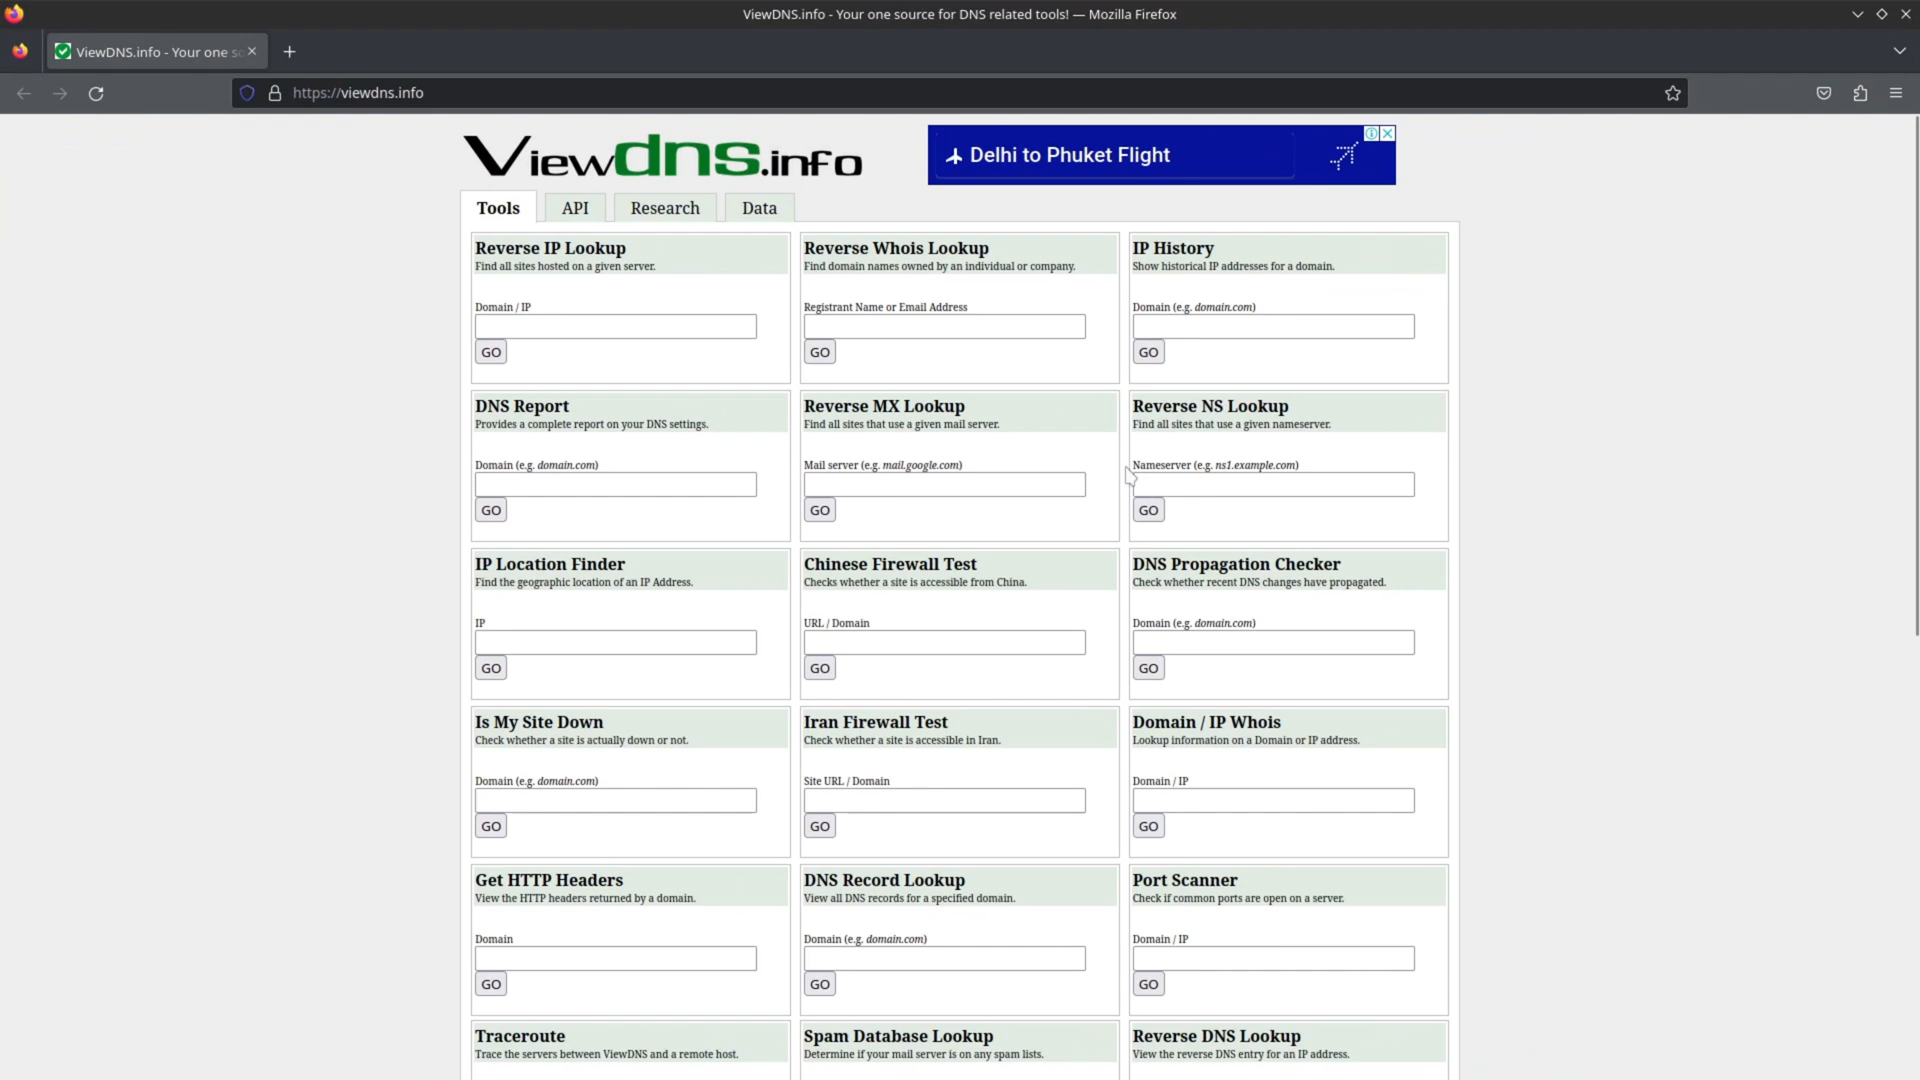 ViewDNS.info - Your one source for DNS related tools! — Mozilla Firefox
ViewDNS.info - Your one so
https://viewdns.info
Viewdns.info
Delhi to Phuket Flight
Tools API Research Data
Reverse IP Lookup
Find all sites hosted on a given server.
Domain / IP
GO
Reverse Whois Lookup
Find domain names owned by an individual or company.
Registrant Name or Email Address
GO
IP History
Show historical IP addresses for a domain.
Domain (e.g. domain.com)
GO
DNS Report
Provides a complete report on your DNS settings.
Domain (e.g. domain.com)
GO
Reverse MX Lookup
Find all sites that use a given mail server.
Mail server (e.g. mail.google.com)
GO
Reverse NS Lookup
Find all sites that use a given nameserver.
Nameserver (e.g. ns1.example.com)
GO
IP Location Finder
Find the geographic location of an IP Address.
IP
GO
Chinese Firewall Test
Checks whether a site is accessible from China.
URL / Domain
GO
DNS Propagation Checker
Check whether recent DNS changes have propagated.
Domain (e.g. domain.com)
GO
Is My Site Down
Check whether a site is actually down or not.
Domain (e.g. domain.com)
GO
Iran Firewall Test
Check whether a site is accessible in Iran.
Site URL / Domain
GO
Domain / IP Whois
Lookup information on a Domain or IP address.
Domain / IP
GO
Get HTTP Headers
View the HTTP headers returned by a domain.
Domain
GO
DNS Record Lookup
View all DNS records for a specified domain.
Domain (e.g. domain.com)
GO
Port Scanner
Check if common ports are open on a server.
Domain / IP
GO
Traceroute
Trace the servers between ViewDNS and a remote host.
Spam Database Lookup
Determine if your mail server is on any spam lists.
Reverse DNS Lookup
View the reverse DNS entry for an IP address.